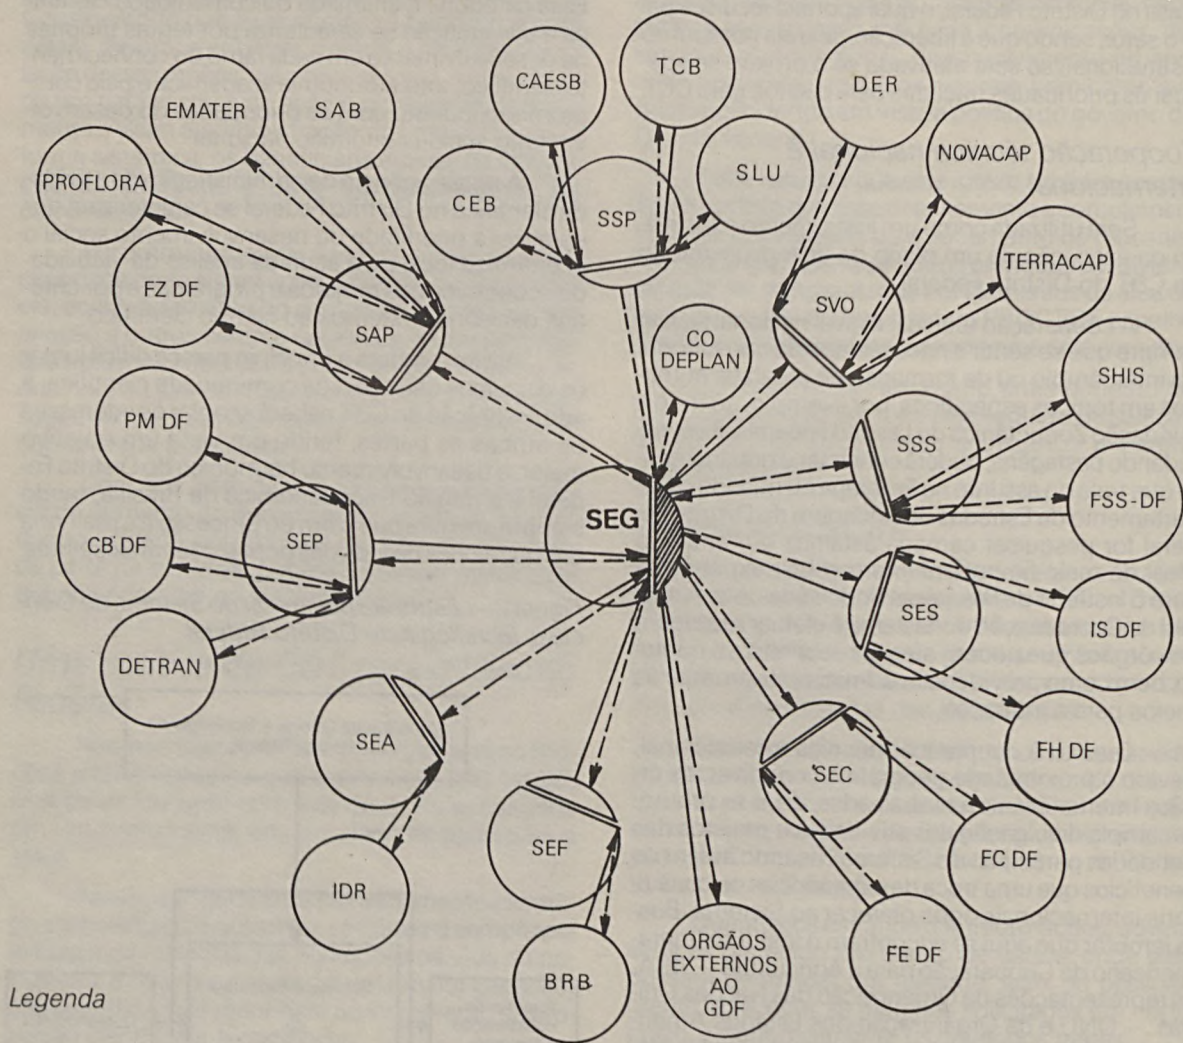 TCB
CAESB
DER
EMATER
SAB
NOVACAP
SLU
PROFLORA
CEB
SSP
TERRACAP
FZ DF
SAP
SVO
CO
DEPLAN
SHIS
PM DF
SSS
FSS-DF
SEG
CB DF
SEP
SES
IS DF
DETRAN
SEA
FH DF
SEC
SEF
FC DF
IDR
ÓRGÃOS
EXTERNOS
AO
GDF
FE DF
BRB
Legenda